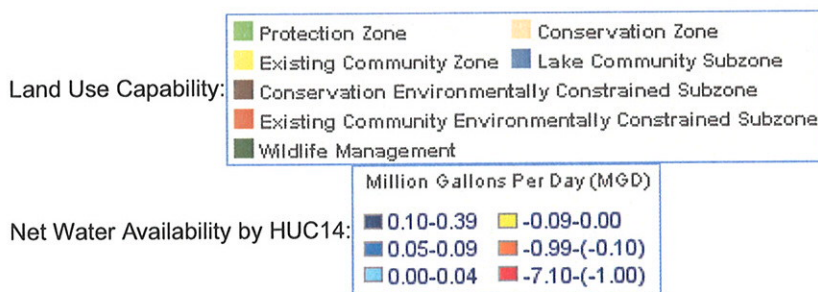 Protection Zone Conservation Zone
Existing Community Zone Lake Community Subzone
Land Use Capability: Conservation Environmentally Constrained Subzone
Existing Community Environmentally Constrained Subzone
Wildlife Management
Million Gallons Per Day (MGD)
0.10-0.39 -0.09-0.00
Net Water Availability by HUC14: 0.05-0.09 -0.99-(-0.10)
0.00-0.04 -7.10-(-1.00)